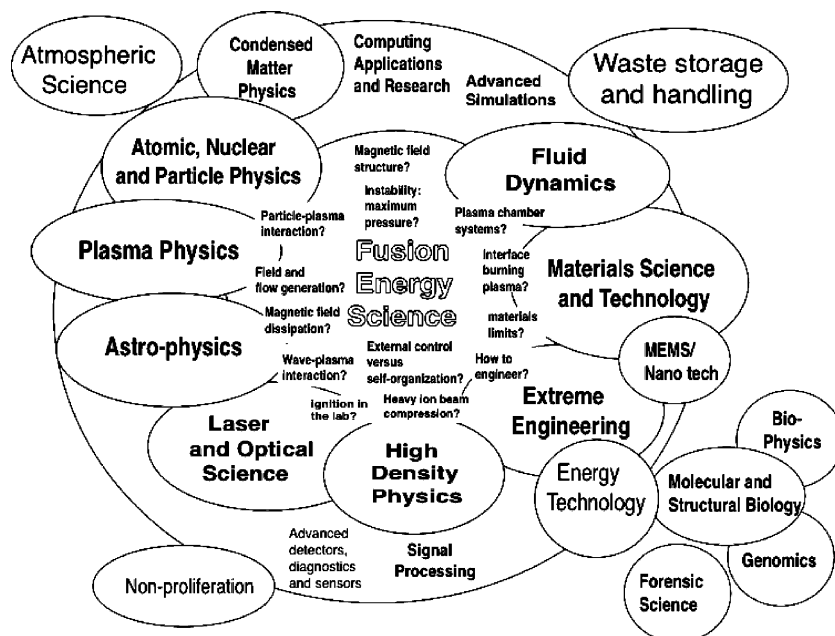 Atmospheric
Science
Condensed
Matter
Physics
Computing
Applications
and Research
Advanced
Simulations
Waste storage
and handling
Atomic, Nuclear
and Particle Physics
Magnetic field
structure?
Fluid
Dynamics
Instability:
maximum
pressure?
Particle-plasma
interaction?
Plasma chamber
systems?
Plasma Physics
Fusion
Energy
Science
Interface
burning
plasma?
Materials Science
and Technology
Field and
flow generation?
Magnetic field
dissipation?
materials
limits?
Astro-physics
External control
versus
self-organization?
Wave-plasma
interaction?
How to
engineer?
MEMS/
Nano tech
ignition in
the lab?
Heavy ion beam
compression?
Extreme
Engineering
Laser
and Optical
Science
High
Density
Physics
Energy
Technology
Bio-
Physics
Molecular and
Structural Biology
Genomics
Forensic
Science
Advanced
detectors,
diagnostics
and sensors
Signal
Processing
Non-proliferation